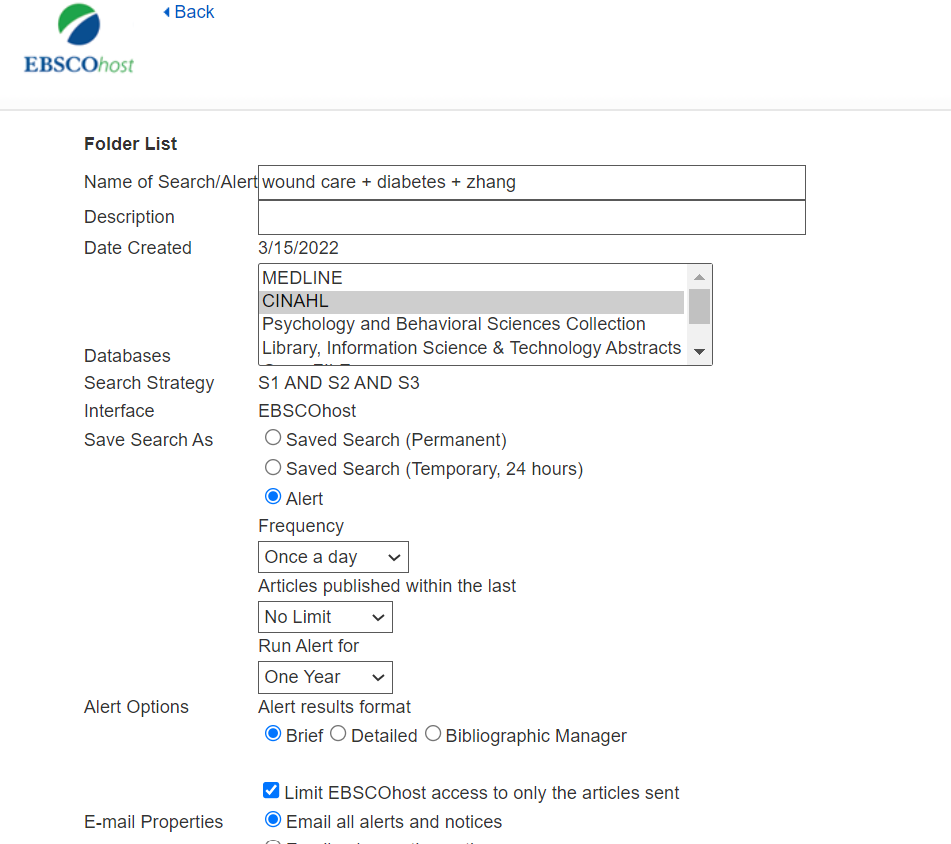 Back
EBSCOhost
Folder List
Name of Search/Alert wound care + diabetes + zhang
Description
Date Created 3/15/2022
MEDLINE
CINAHL
Psychology and Behavioral Sciences Collection
Library, Information Science & Technology Abstracts
Databases
Search Strategy S1 AND S2 AND S3
Interface EBSCOhost
Save Search As Saved Search (Permanent)
Saved Search (Temporary, 24 hours)
Alert
Frequency
Once a day
Articles published within the last
No Limit
Run Alert for
One Year
Alert Options Alert results format
Brief Detailed Bibliographic Manager
Limit EBSCOhost access to only the articles sent
E-mail Properties Email all alerts and notices